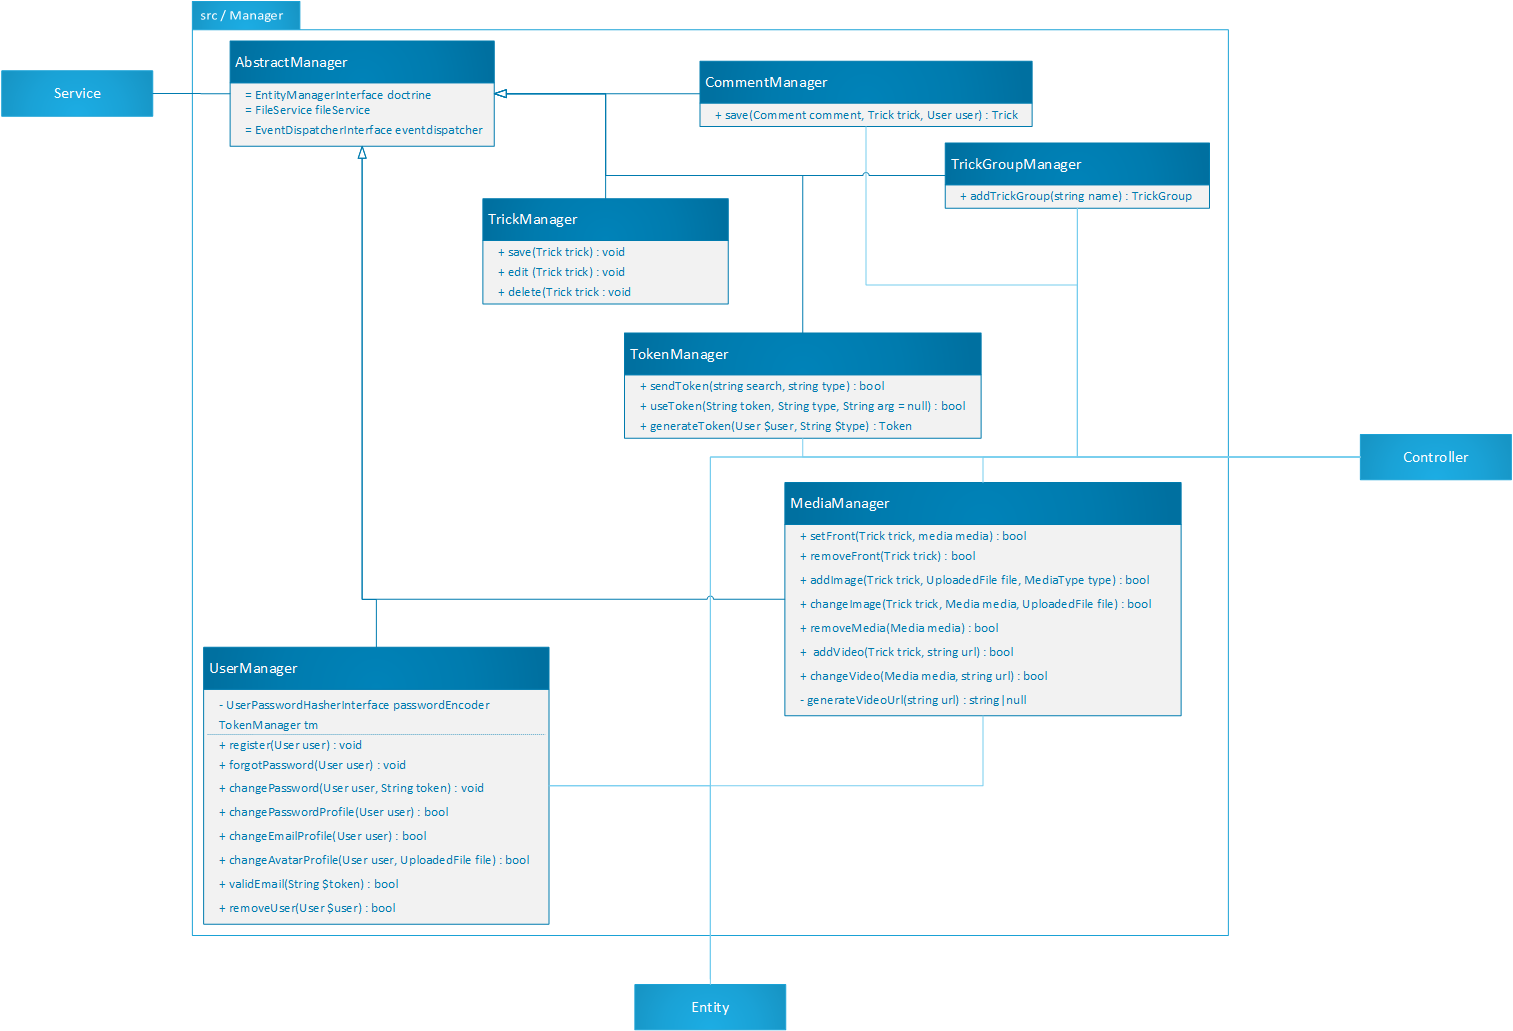 src / Manager
AbstractManager
= EntityManagerInterface doctrine
= FileService fileService
= EventDispatcherInterface eventdispatcher
Service
CommentManager
+ save(Comment comment, Trick trick, User user) : Trick
TrickGroupManager
+ addTrickGroup(string name) : TrickGroup
TrickManager
+ save(Trick trick) : void
+ edit (Trick trick) : void
+ delete(Trick trick : void
TokenManager
+ sendToken(string search, string type) : bool
+ useToken(String token, String type, String arg = null) : bool
+ generateToken(User $user, String $type) : Token
Controller
MediaManager
+ setFront(Trick trick, media media) : bool
+ removeFront(Trick trick) : bool
+ addImage(Trick trick, UploadedFile file, MediaType type) : bool
+ changeImage(Trick trick, Media media, UploadedFile file) : bool
+ removeMedia(Media media) : bool
+ addVideo(Trick trick, string url) : bool
+ changeVideo(Media media, string url) : bool
- generateVideoUrl(string url) : string|null
UserManager
- UserPasswordHasherInterface passwordEncoder
TokenManager tm
+ register(User user) : void
+ forgotPassword(User user) : void
+ changePassword(User user, String token) : void
+ changePasswordProfile(User user) : bool
+ changeEmailProfile(User user) : bool
+ changeAvatarProfile(User user, UploadedFile file) : bool
+ validEmail(String $token) : bool
+ removeUser(User $user) : bool
Entity